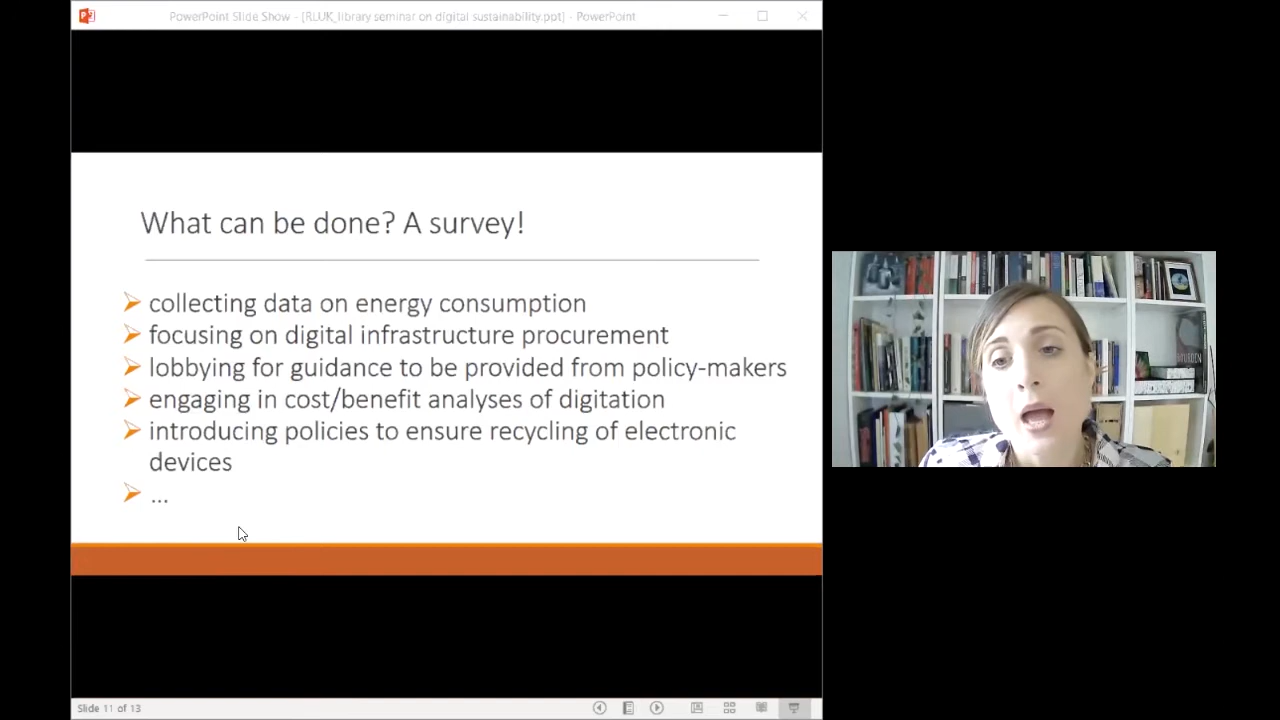 PowerPoint Slide Show - [RLUK_library seminar on digital sustainability.ppt] - PowerPoint
What can be done? A survey!
collecting data on energy consumption
focusing on digital infrastructure procurement
lobbying for guidance to be provided from policy-makers
engaging in cost/benefit analyses of digitation
introducing policies to ensure recycling of electronic
devices
...
Slide 11 of 13